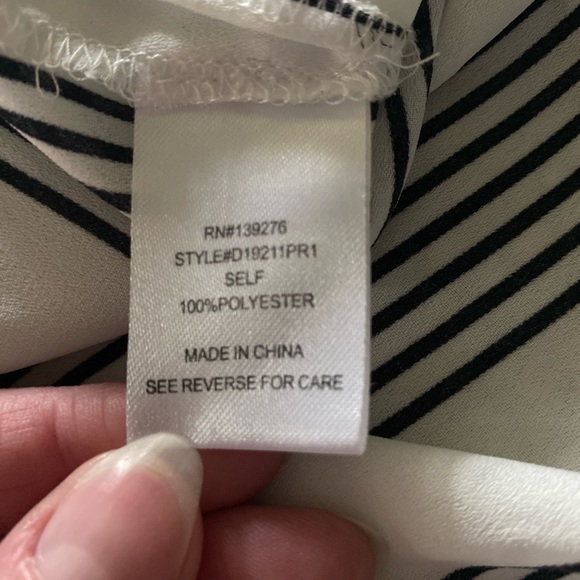 RN#139276
STYLE#D19211PR1
SELF
100%POLYESTER
MADE IN CHINA
SEE REVERSE FOR CARE